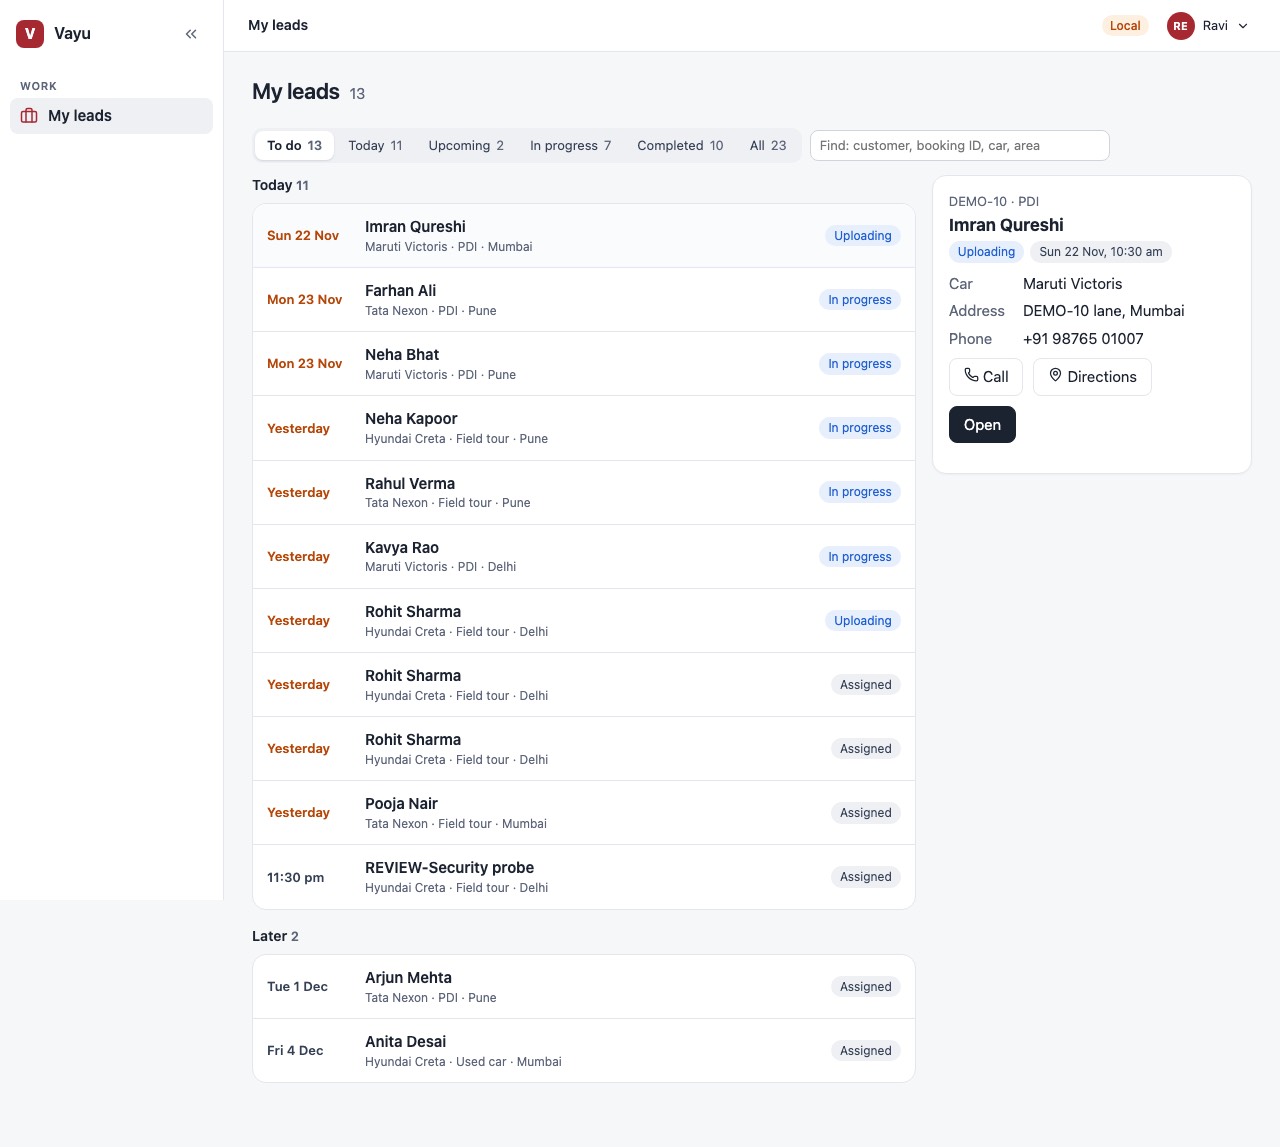 V Vayu
WORK
My leads
My leads
Local
RE Ravi
My leads 13
To do 13 Today 11 Upcoming 2 In progress 7 Completed 10 All 23
Find: customer, booking ID, car, area
Today 11
Sun 22 Nov
Imran Qureshi
Maruti Victoris · PDI · Mumbai
Uploading
Mon 23 Nov
Farhan Ali
Tata Nexon · PDI · Pune
In progress
Mon 23 Nov
Neha Bhat
Maruti Victoris · PDI · Pune
In progress
Yesterday
Neha Kapoor
Hyundai Creta · Field tour · Pune
In progress
Yesterday
Rahul Verma
Tata Nexon · Field tour · Pune
In progress
Yesterday
Kavya Rao
Maruti Victoris · PDI · Delhi
In progress
Yesterday
Rohit Sharma
Hyundai Creta · Field tour · Delhi
Uploading
Yesterday
Rohit Sharma
Hyundai Creta · Field tour · Delhi
Assigned
Yesterday
Rohit Sharma
Hyundai Creta · Field tour · Delhi
Assigned
Yesterday
Pooja Nair
Tata Nexon · Field tour · Mumbai
Assigned
11:30 pm
REVIEW-Security probe
Hyundai Creta · Field tour · Delhi
Assigned
Later 2
Tue 1 Dec
Arjun Mehta
Tata Nexon · PDI · Pune
Assigned
Fri 4 Dec
Anita Desai
Hyundai Creta · Used car · Mumbai
Assigned
DEMO-10 · PDI
Imran Qureshi
Uploading Sun 22 Nov, 10:30 am
Car Maruti Victoris
Address DEMO-10 lane, Mumbai
Phone +91 98765 01007
Call Directions
Open